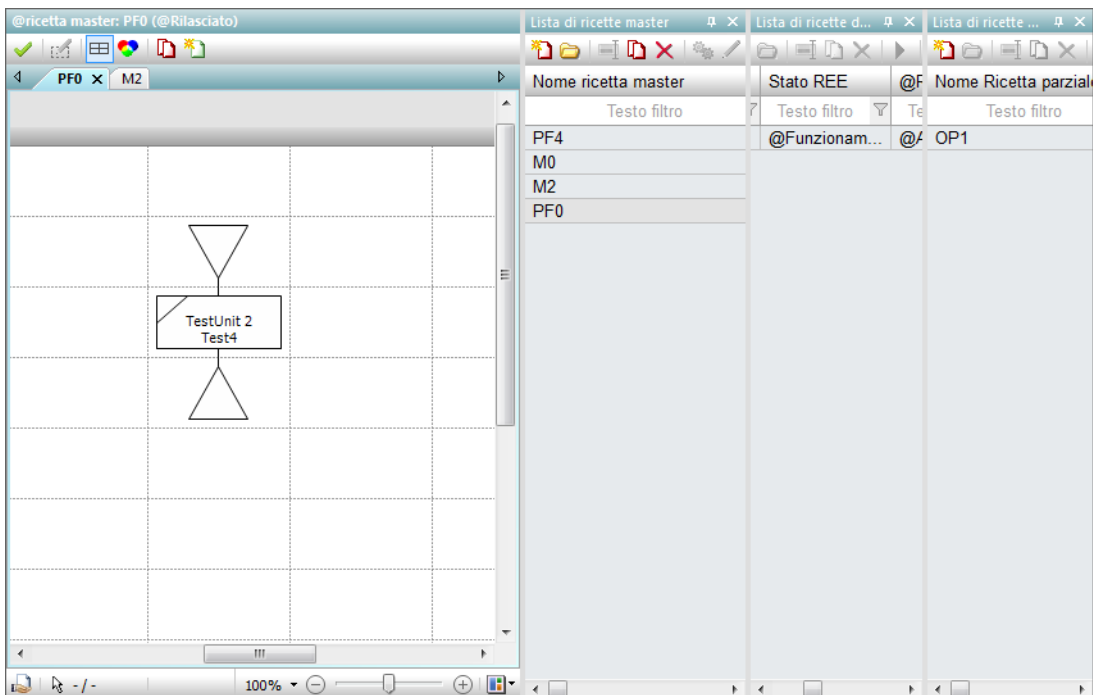 @ricetta master: PF0 (@Rilasciato)
PF0 X M2
TestUnit 2
Test4
- / -
100%
Lista di ricette master
Nome ricetta master
Testo filtro
PF4
M0
M2
PF0
Lista di ricette d...
Stato REE
Testo filtro
@Funzionam...
Lista di ricette ...
Nome Ricetta parziale
Testo filtro
OP1